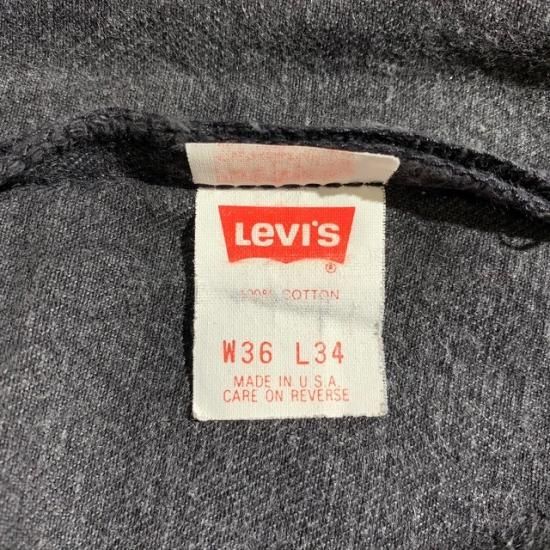 Levi's
®
100% COTTON
W36 L34
MADE IN U.S.A.
CARE ON REVERSE